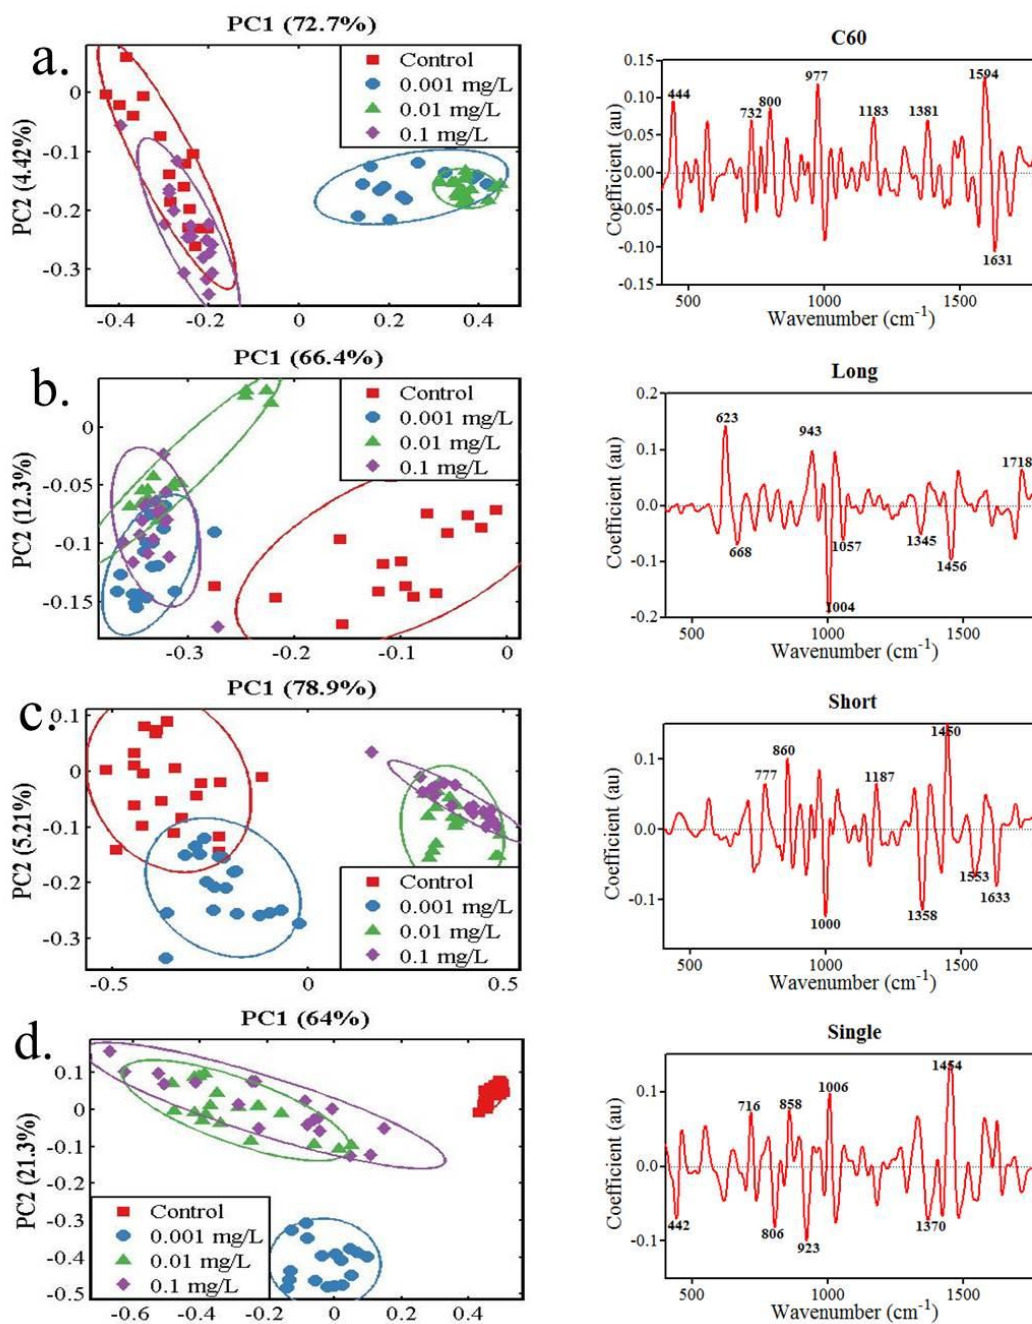 PC1 (72.7%)
a.
Control
0.001 mg/L
0.01 mg/L
0.1 mg/L
PC2 (4.42%)
0
-0.1
-0.2
-0.3
-0.4
-0.2
0
0.2
0.4
C60
Coefficient (au)
0.15
0.10
0.05
0.00
0.05
-0.10
-0.15
444
732
800
977
1183
1381
1594
1631
500
1000
1500
Wavenumber (cm-1)
PC1 (66.4%)
b.
Control
0.001 mg/L
0.01 mg/L
0.1 mg/L
PC2 (12.3%)
0
-0.05
-0.1
-0.15
-0.3
-0.2
-0.1
0
Long
Coefficient (au)
0.2
0.1
0.0
-0.1
-0.2
623
668
943
1004
1057
1345
1456
1718
500
1000
1500
Wavenumber (cm-1)
PC1 (78.9%)
c.
Control
0.001 mg/L
0.01 mg/L
0.1 mg/L
PC2 (5.21%)
0.1
0
-0.1
-0.2
-0.3
-0.5
0
0.5
Short
Coefficient (au)
0.1
0.0
-0.1
777
860
1000
1187
1358
1450
1553
1633
500
1000
1500
Wavenumber (cm-1)
PC1 (64%)
d.
Control
0.001 mg/L
0.01 mg/L
0.1 mg/L
PC2 (21.3%)
0.1
0
-0.1
-0.2
-0.3
-0.4
-0.5
-0.6
-0.4
-0.2
0
0.2
0.4
Single
Coefficient (au)
0.1
0.0
-0.1
442
716
806
858
923
1006
1370
1454
500
1000
1500
Wavenumber (cm-1)